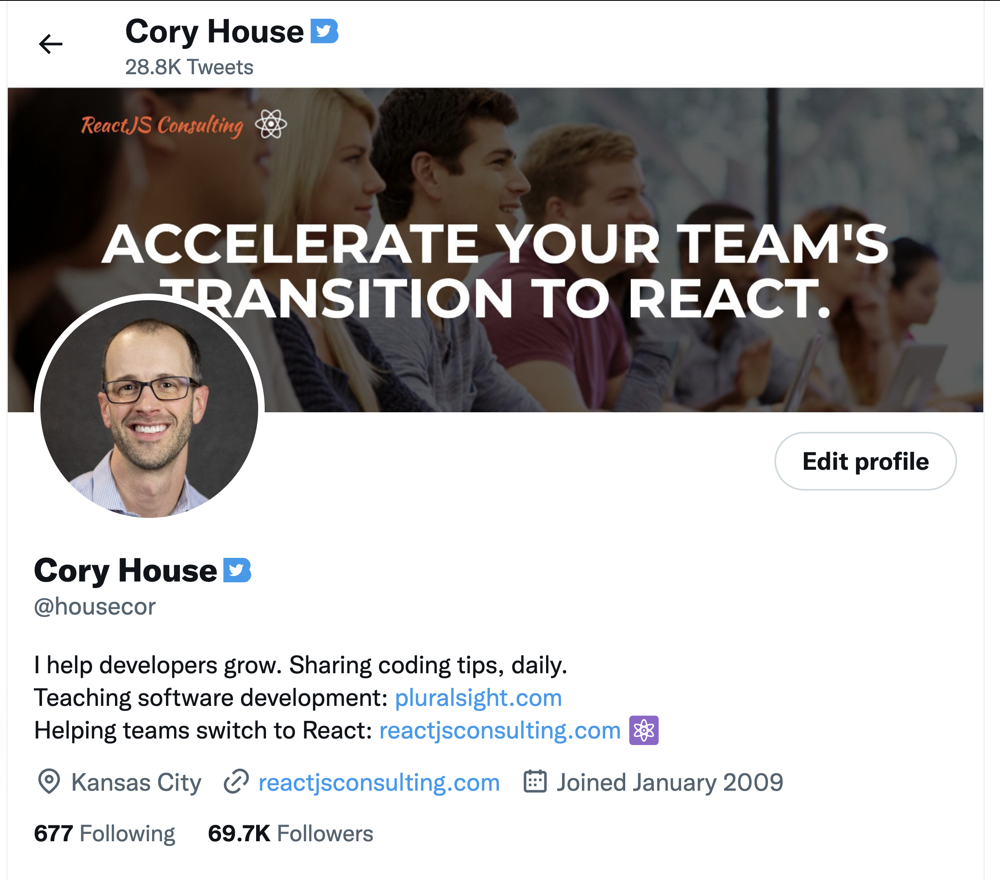 Cory House
28.8K Tweets
ReactJS Consulting
ACCELERATE YOUR TEAM'S
TRANSITION TO REACT.
Edit profile
Cory House
@housecor
I help developers grow. Sharing coding tips, daily.
Teaching software development: pluralsight.com
Helping teams switch to React: reactjsconsulting.com ⚛
Kansas City reactjsconsulting.com Joined January 2009
677 Following 69.7K Followers